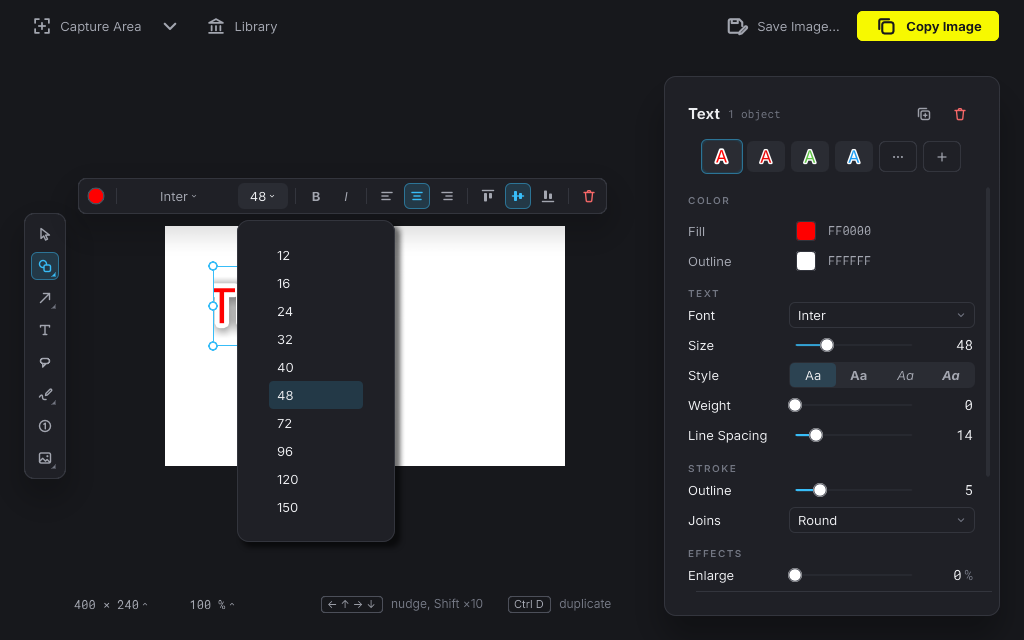 Capture Area
Library
Save Image...
Copy Image
Inter
48
B
I
12
16
24
32
40
48
72
96
120
150
T
T
1
400 × 240
100 %
nudge, Shift ×10
Ctrl D
duplicate
Text 1 object
A
A
A
A
COLOR
Fill
FF0000
Outline
FFFFFF
TEXT
Font
Inter
Size
48
Style
Aa
Aa
Aa
Aa
Weight
0
Line Spacing
14
STROKE
Outline
5
Joins
Round
EFFECTS
Enlarge
0 %